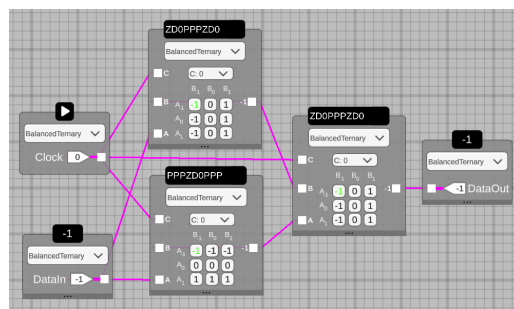 ZD0PPPZD0
BalancedTernary
C C: 0
B₋₁ B₀ B₁
B A₋₁ -1 0 1 -1
A₀ -1 0 1
A A₁ -1 0 1
BalancedTernary
Clock 0
PPPZD0PPP
BalancedTernary
C C: 0
B₋₁ B₀ B₁
B A₋₁ -1 -1 -1 -1
A₀ 0 0 0
A A₁ 1 1 1
-1
BalancedTernary
DataIn -1
ZD0PPPZD0
BalancedTernary
C C: 0
B₋₁ B₀ B₁
B A₋₁ -1 0 1 -1
A₀ -1 0 1
A A₁ -1 0 1
-1
BalancedTernary
-1 DataOut